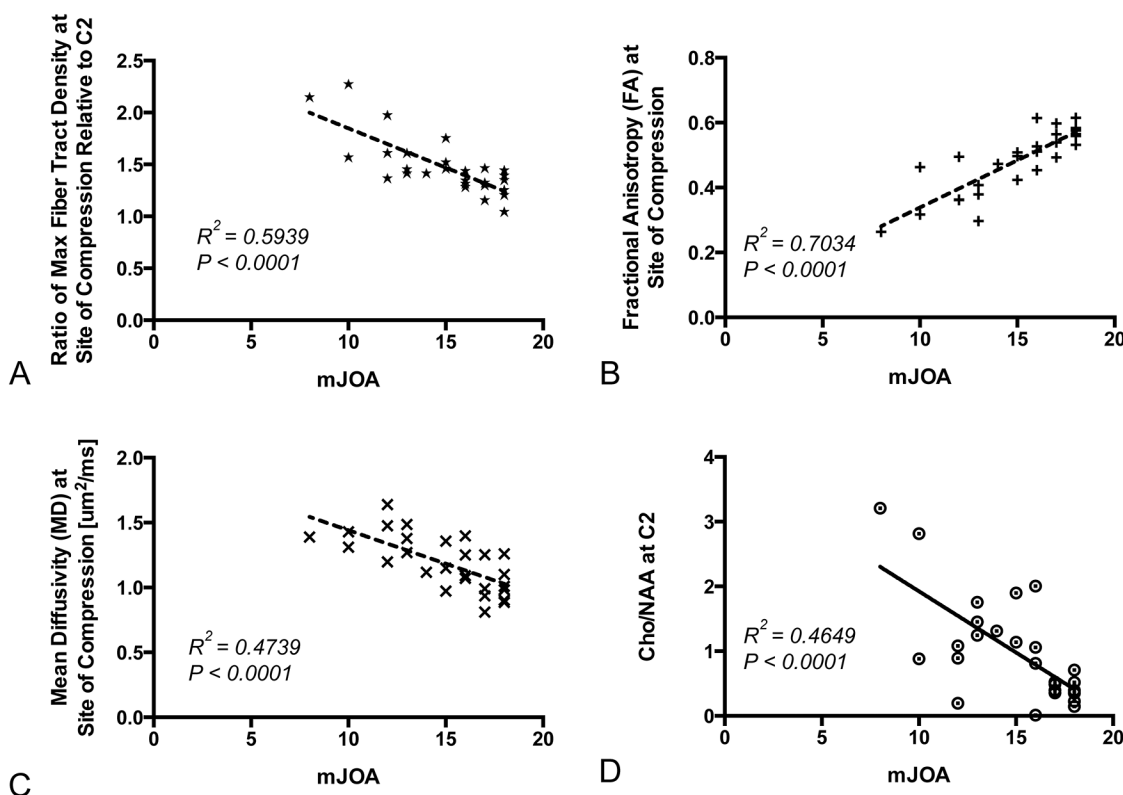 Ratio of Max Fiber Tract Density at
Site of Compression Relative to C2
2.5
2.0
1.5
1.0
0.5
0.0
0
5
10
15
20
R² = 0.5939
P < 0.0001
mJOA
A
Fractional Anisotropy (FA) at
Site of Compression
0.8
0.6
0.4
0.2
0.0
0
5
10
15
20
R² = 0.7034
P < 0.0001
mJOA
B
Mean Diffusivity (MD) at
Site of Compression [um²/ms]
2.0
1.5
1.0
0.5
0.0
0
5
10
15
20
R² = 0.4739
P < 0.0001
mJOA
C
Cho/NAA at C2
4
3
2
1
0
0
5
10
15
20
R² = 0.4649
P < 0.0001
mJOA
D